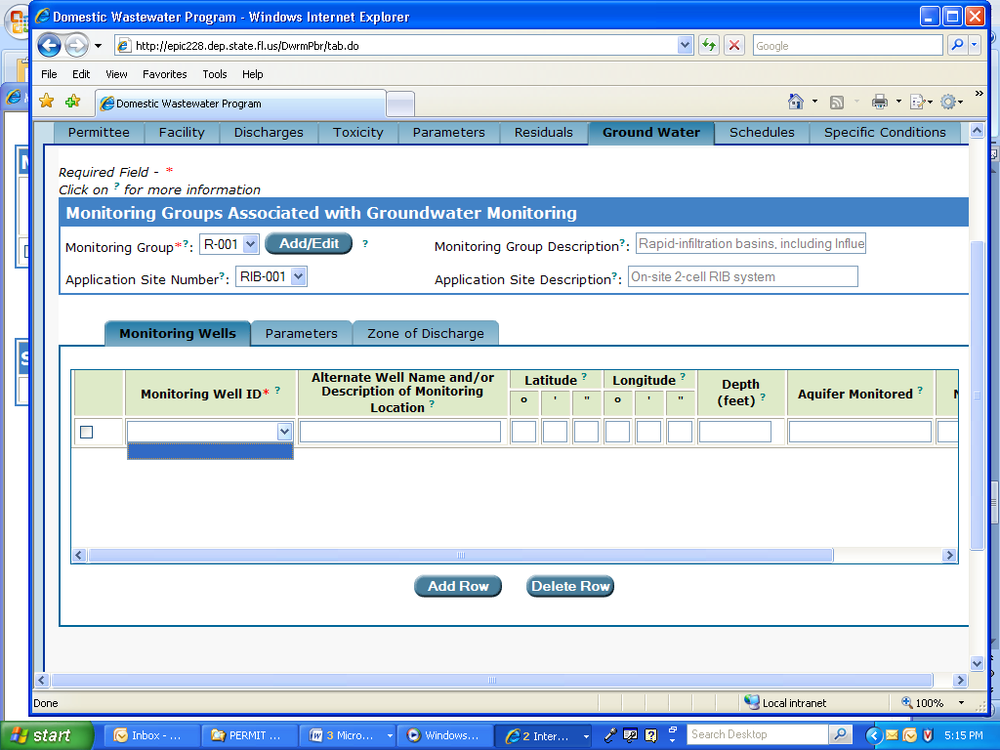 Domestic Wastewater Program - Windows Internet Explorer
http://epic228.dep.state.fl.us/DwrmPbr/tab.do
Google
File Edit View Favorites Tools Help
Domestic Wastewater Program
Permittee Facility Discharges Toxicity Parameters Residuals Ground Water Schedules Specific Conditions
Required Field - *
Click on ? for more information
Monitoring Groups Associated with Groundwater Monitoring
Monitoring Group*?: R-001 Add/Edit ? Monitoring Group Description?: Rapid-infiltration basins, including Influe
Application Site Number?: RIB-001 Application Site Description?: On-site 2-cell RIB system
Monitoring Wells Parameters Zone of Discharge
Monitoring Well ID* ?
Alternate Well Name and/or
Description of Monitoring
Location ?
Latitude ? Longitude ?
o ' " o ' "
Depth
(feet) ?
Aquifer Monitored ?
Add Row Delete Row
Done Local intranet 100%
start Inbox - ... PERMIT ... 3 Micro... Windows... 2 Inter... Search Desktop 5:15 PM